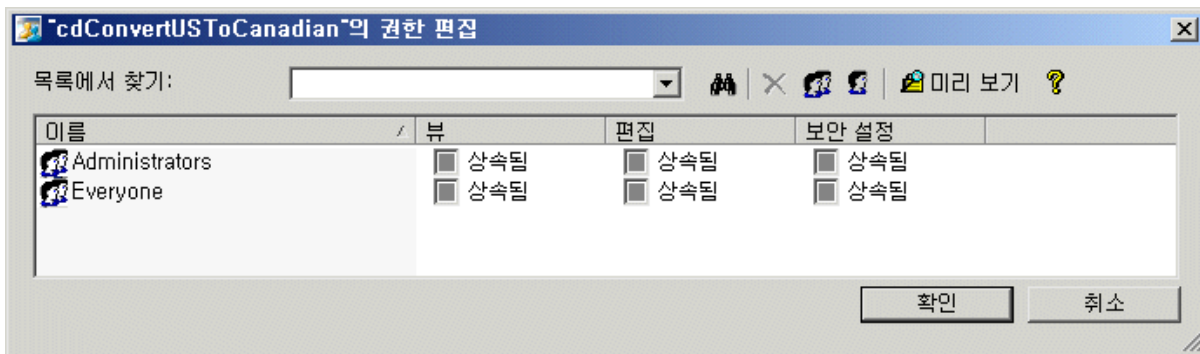 "cdConvertUSToCanadian"의 권한 편집
목록에서 찾기: 미리 보기
이름 뷰 편집 보안 설정
Administrators 상속됨 상속됨 상속됨
Everyone 상속됨 상속됨 상속됨
확인 취소